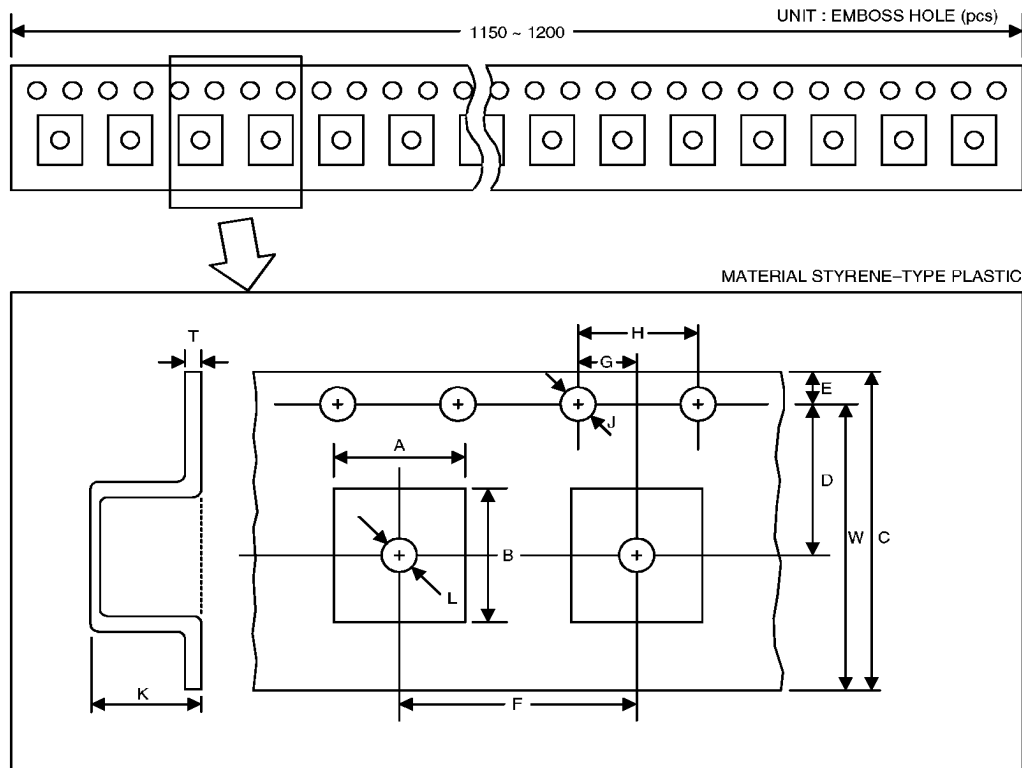 UNIT : EMBOSS HOLE (pcs)
1150 ~ 1200
MATERIAL STYRENE–TYPE PLASTIC
T
H
G
E
J
A
D
W
C
B
L
K
F